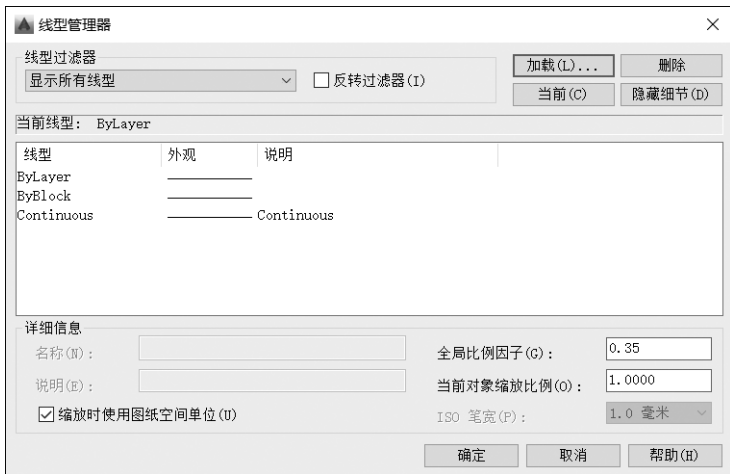 线型管理器
线型过滤器
显示所有线型
反转过滤器(I)
加载(L)...
删除
当前(C)
隐藏细节(D)
当前线型: ByLayer
线型 外观 说明
ByLayer
ByBlock
Continuous Continuous
详细信息
名称(N):
全局比例因子(G): 0.35
说明(E):
当前对象缩放比例(O): 1.0000
缩放时使用图纸空间单位(U)
ISO 笔宽(P): 1.0 毫米
确定 取消 帮助(H)